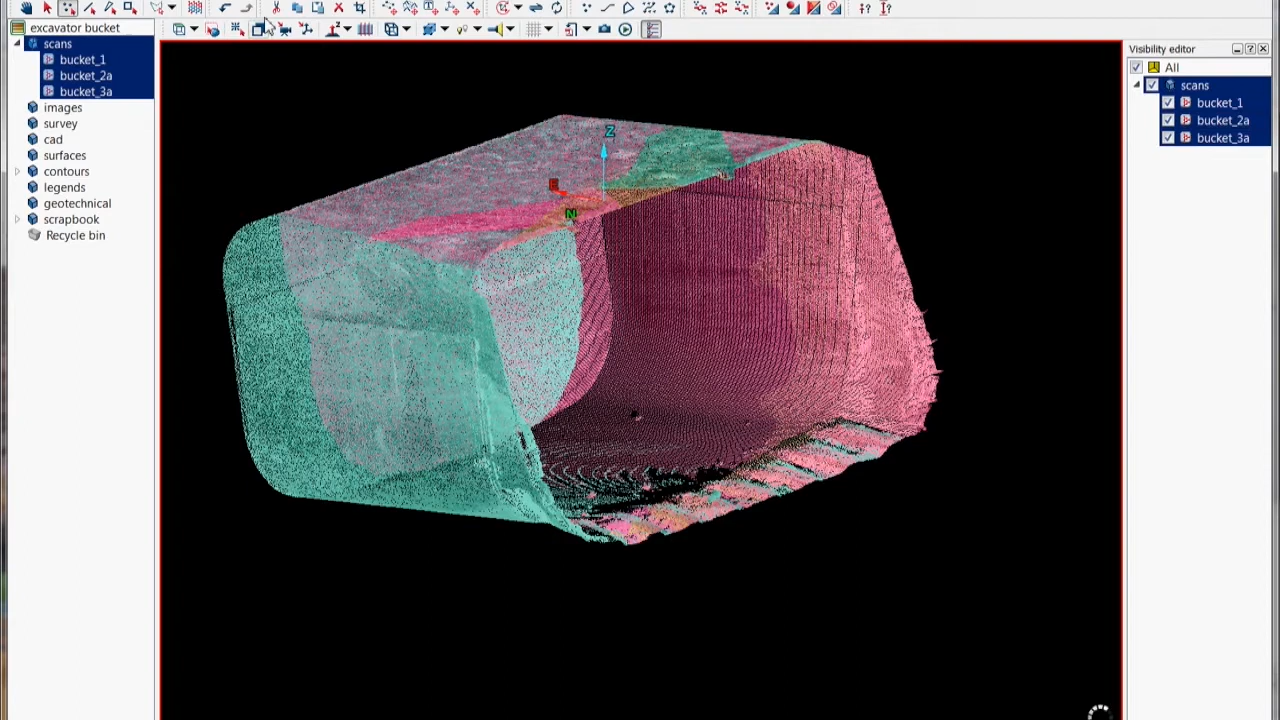 excavator bucket
scans
bucket_1
bucket_2a
bucket_3a
images
survey
cad
surfaces
contours
legends
geotechnical
scrapbook
Recycle bin
Z
E
N
Visibility editor
All
scans
bucket_1
bucket_2a
bucket_3a